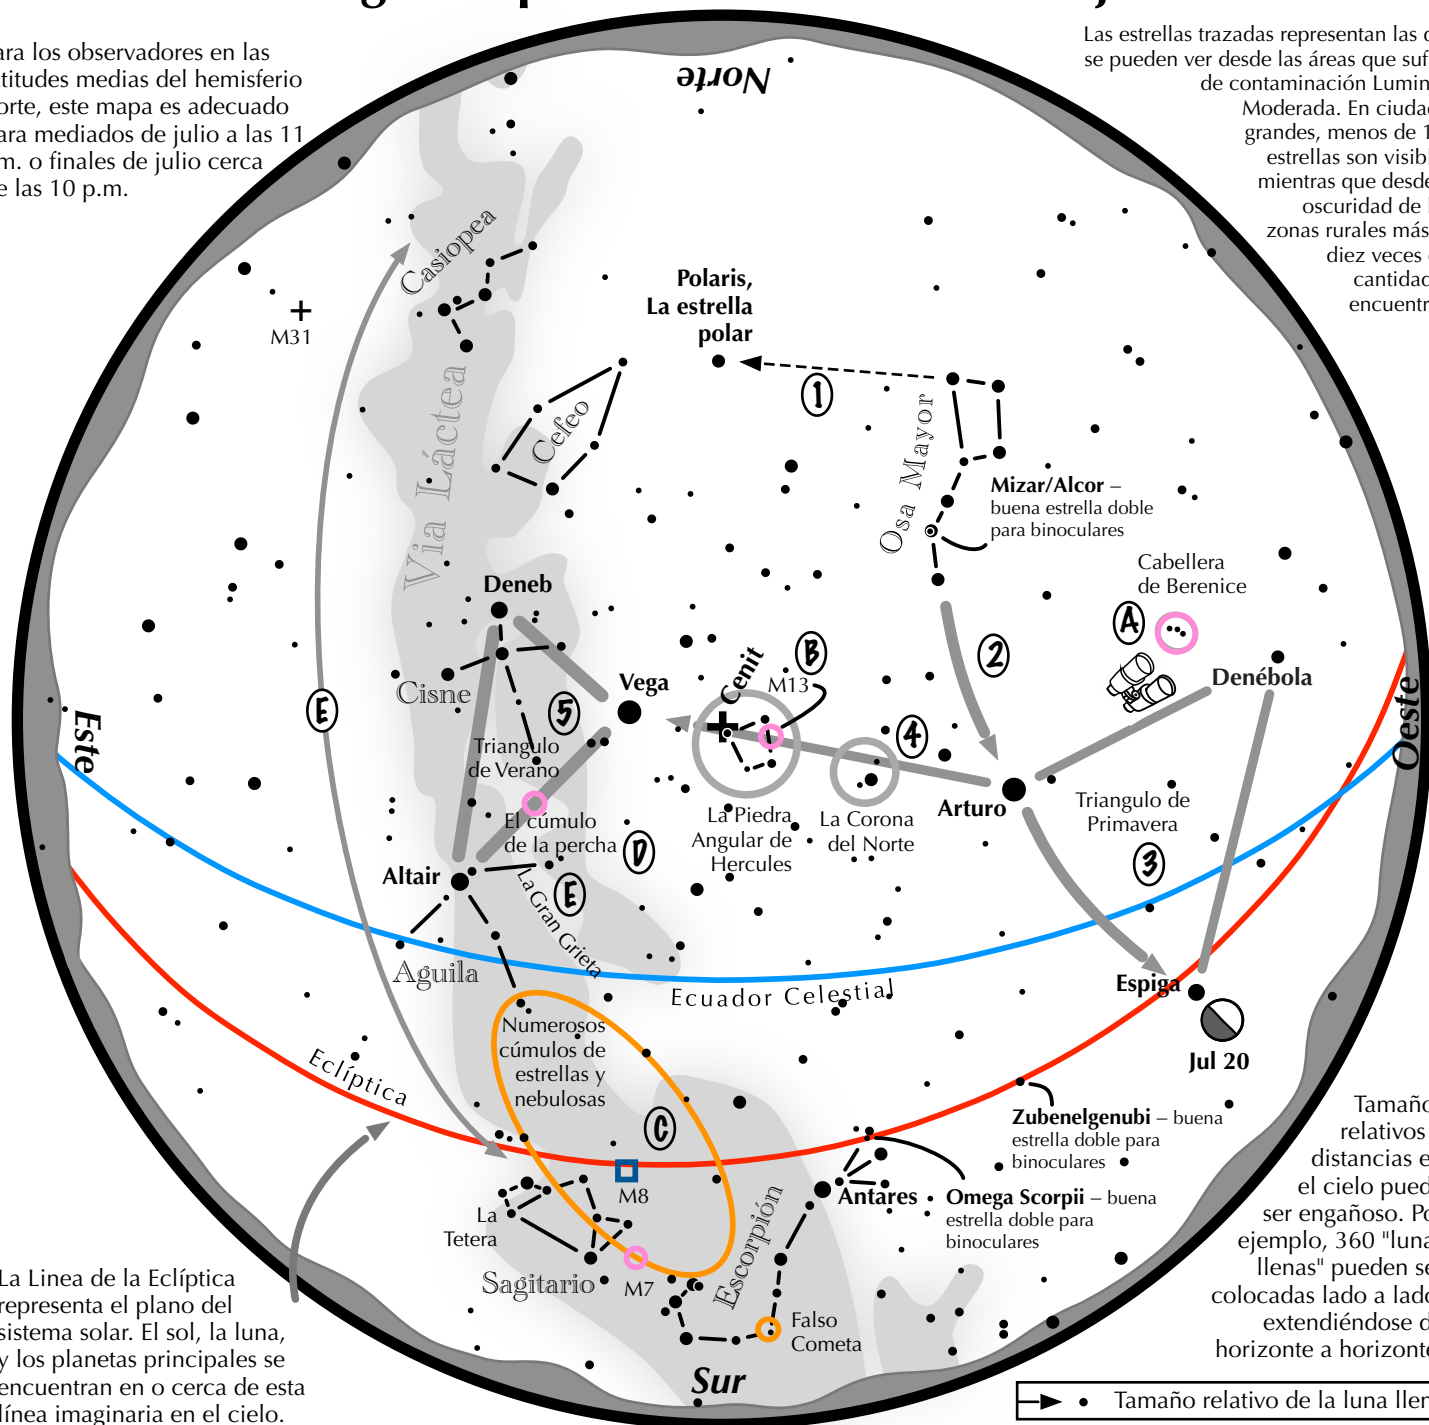 ara los observadores en las
titudes medias del hemisferio
orte, este mapa es adecuado
ara mediados de julio a las 11
m. o finales de julio cerca
e las 10 p.m.
Las estrellas trazadas representan las
se pueden ver desde las áreas que suf
de contaminación Lumin
Moderada. En ciudad
grandes, menos de 1
estrellas son visibl
mientras que desde
oscuridad de
zonas rurales más
diez veces
cantidad
encuentr
Norte
Casiopea
M31
Polaris,
La estrella
polar
1
Cefeo
Via Láctea
Osa Mayor
Mizar/Alcor –
buena estrella doble
para binoculares
Cabellera
de Berenice
A
Deneb
2
B
Cenit
M13
Denébola
Vega
Cisne
E
5
4
Este
Oeste
Triangulo
de Verano
El cúmulo
de la percha
D
La Piedra
Angular de
Hercules
La Corona
del Norte
Arturo
Triangulo de
Primavera
3
Altair
E
La Gran Grieta
Aguila
Ecuador Celestial
Espiga
Jul 20
Numerosos
cúmulos de
estrellas y
nebulosas
Eclíptica
C
Zubenelgenubi – buena
estrella doble para
binoculares
M8
Antares
Omega Scorpii – buena
estrella doble para
binoculares
La
Tetera
Sagitario
M7
Escorpión
Falso
Cometa
Sur
La Linea de la Eclíptica
representa el plano del
sistema solar. El sol, la luna,
y los planetas principales se
encuentran en o cerca de esta
línea imaginaria en el cielo.
Tamaño
relativos
distancias e
el cielo pued
ser engañoso. Po
ejemplo, 360 "luna
llenas" pueden se
colocadas lado a lado
extendiéndose d
horizonte a horizonte
Tamaño relativo de la luna llen